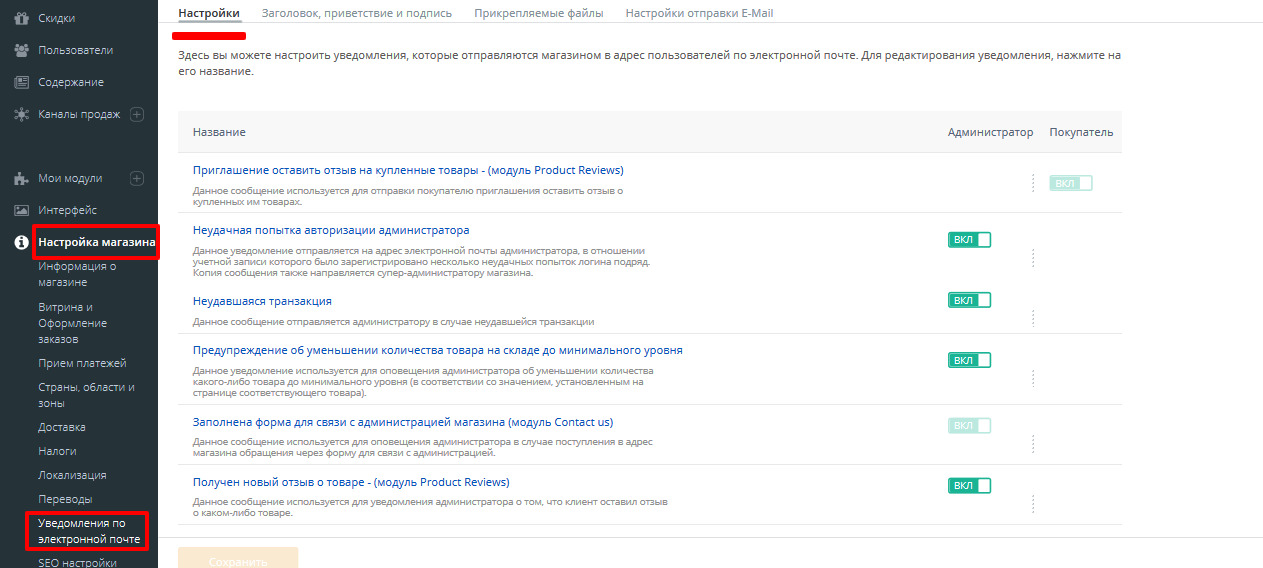 Скидки
Пользователи
Содержание
Каналы продаж
Мои модули
Интерфейс
Настройка магазина
Информация о
магазине
Витрина и
Оформление
заказов
Прием платежей
Страны, области и
зоны
Доставка
Налоги
Локализация
Переводы
Уведомления по
электронной почте
SEO настройки
Настройки Заголовок, приветствие и подпись Прикрепляемые файлы Настройки отправки E-Mail
Здесь вы можете настроить уведомления, которые отправляются магазином в адрес пользователей по электронной почте. Для редактирования уведомления, нажмите на
его название.
Название Администратор Покупатель
Приглашение оставить отзыв на купленные товары - (модуль Product Reviews)
Данное сообщение используется для отправки покупателю приглашения оставить отзыв о
купленных им товарах.
ВКЛ
Неудачная попытка авторизации администратора
Данное уведомление отправляется на адрес электронной почты администратора, в отношении
учетной записи которого было зарегистрировано несколько неудачных попыток логина подряд.
Копия сообщения также направляется супер-администратору магазина.
ВКЛ
Неудавшаяся транзакция
Данное сообщение отправляется администратору в случае неудавшейся транзакции
ВКЛ
Предупреждение об уменьшении количества товара на складе до минимального уровня
Данное уведомление используется для оповещения администратора об уменьшении количества
какого-либо товара до минимального уровня (в соответствии со значением, установленным на
странице соответствующего товара).
ВКЛ
Заполнена форма для связи с администрацией магазина (модуль Contact us)
Данное сообщение используется для оповещения администратора в случае поступления в адрес
магазина обращения через форму для связи с администрацией.
ВКЛ
Получен новый отзыв о товаре - (модуль Product Reviews)
Данное сообщение используется для уведомления администратора о том, что клиент оставил отзыв
о каком-либо товаре.
ВКЛ
Сохранить